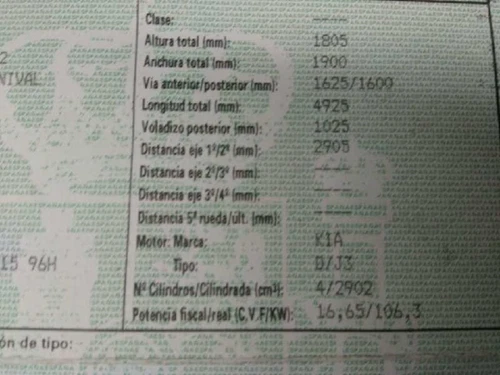 Clase: ----
Altura total (mm): 1805
2
Anchura total (mm): 1900
NIVAL
Via anterior/posterior (mm): 1625/1600
Longitud total (mm): 4925
Voladizo posterior (mm): 1025
Distancia eje 1º/2º (mm): 2905
Distancia eje 2º/3º (mm): ----
Distancia eje 3º/4º (mm): ----
Distancia 5ª rueda/últ. (mm): ----
Motor: Marca: KIA
15 96H
Tipo: D/J3
Nº Cilindros/Cilindrada (cm³): 4/2902
Potencia fiscal/real (C.V.F/KW): 16,65/106,3
ón de tipo: